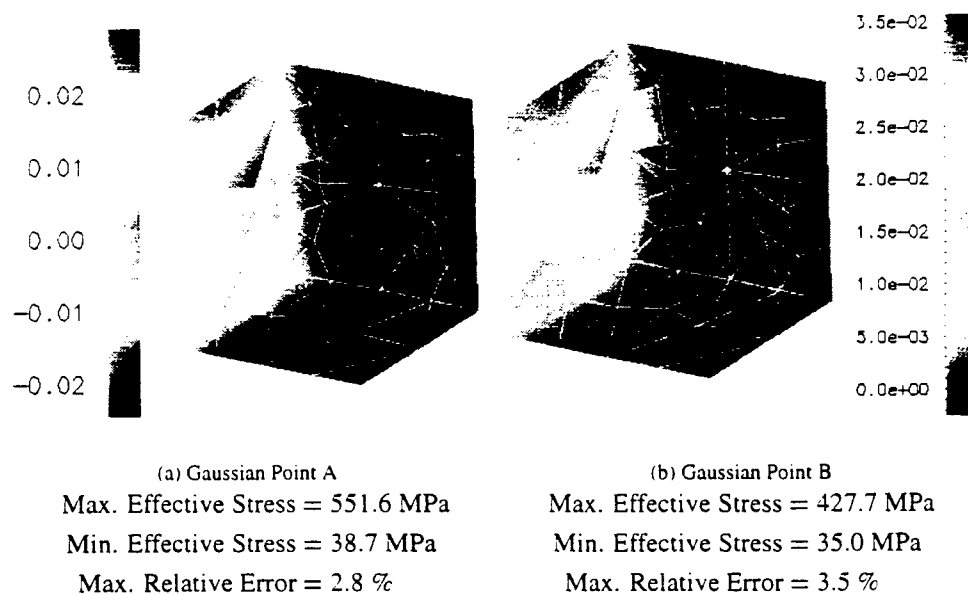 0.02
0.01
0.00
−0.01
−0.02
3.5e−02
3.0e−02
2.5e−02
2.0e−02
1.5e−02
1.0e−02
5.0e−03
0.0e+00
(a) Gaussian Point A
Max. Effective Stress = 551.6 MPa
Min. Effective Stress = 38.7 MPa
Max. Relative Error = 2.8 %
(b) Gaussian Point B
Max. Effective Stress = 427.7 MPa
Min. Effective Stress = 35.0 MPa
Max. Relative Error = 3.5 %